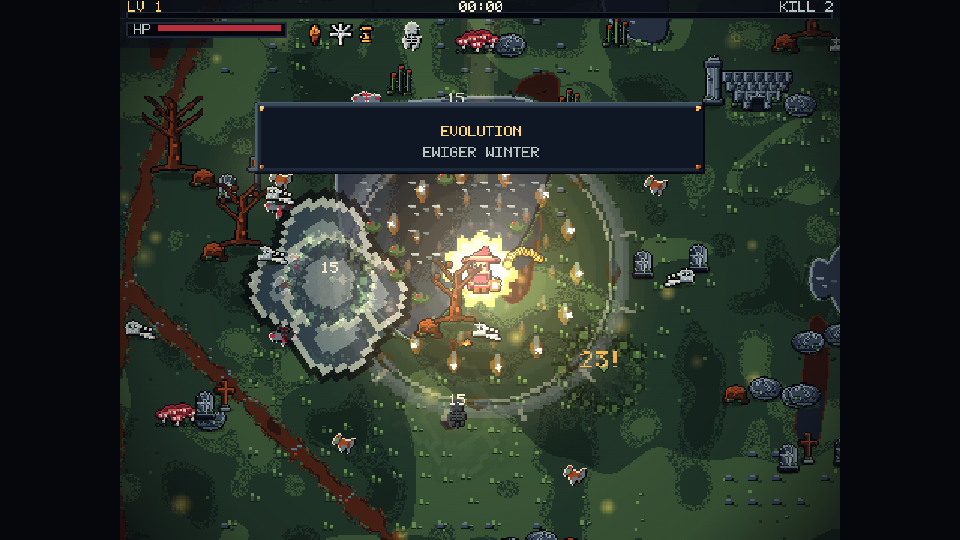 LV 1
00:00
KILL 2
HP
15
EVOLUTION
EWIGER WINTER
15
23!
15